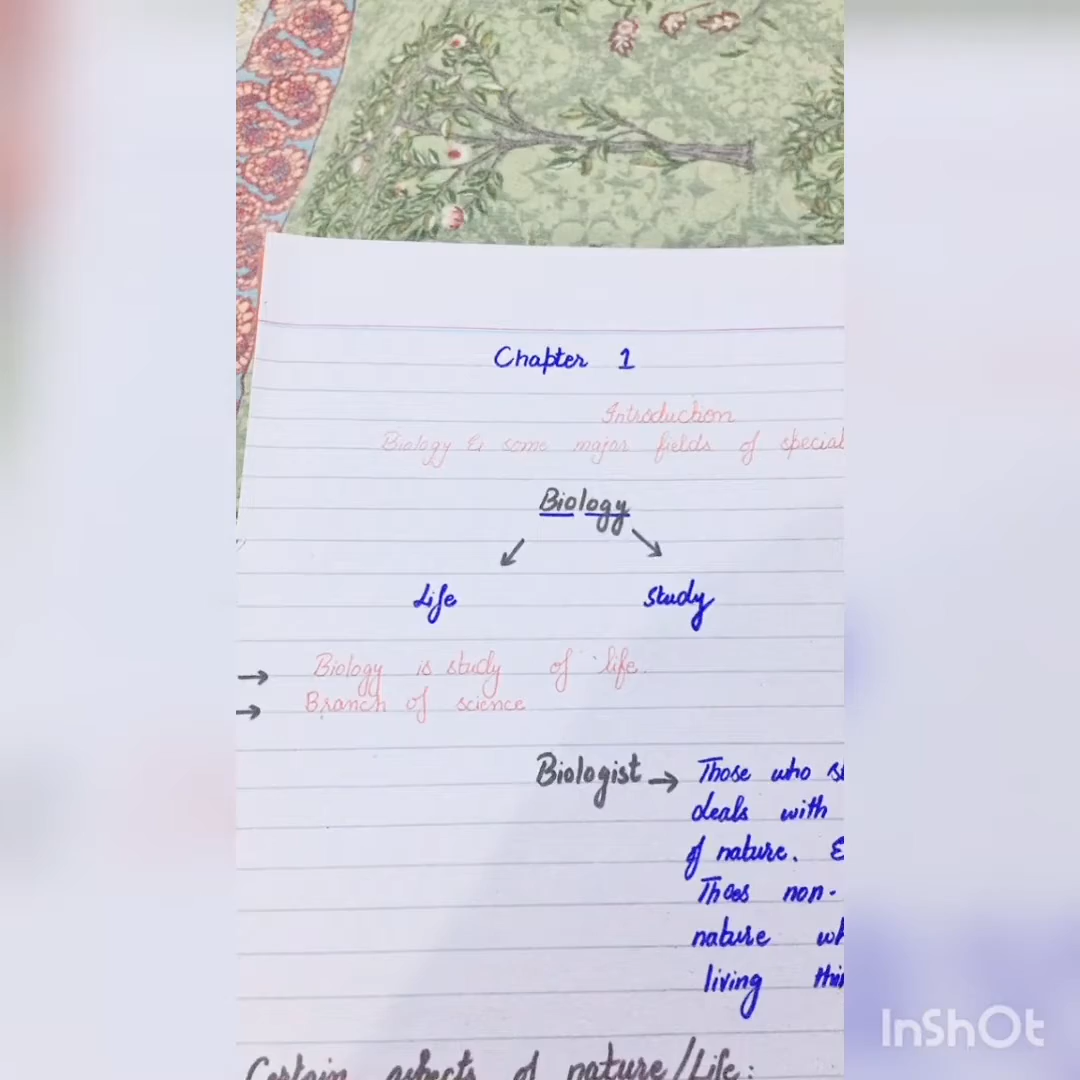 Chapter 1
Introduction
Biology & some major fields of special
Biology
Life Study
→ Biology is study of life.
→ Branch of science
Biologist → Those who
deals with
of nature.
Thoes non-
nature
living
Certain aspects of nature/Life:
InShOt